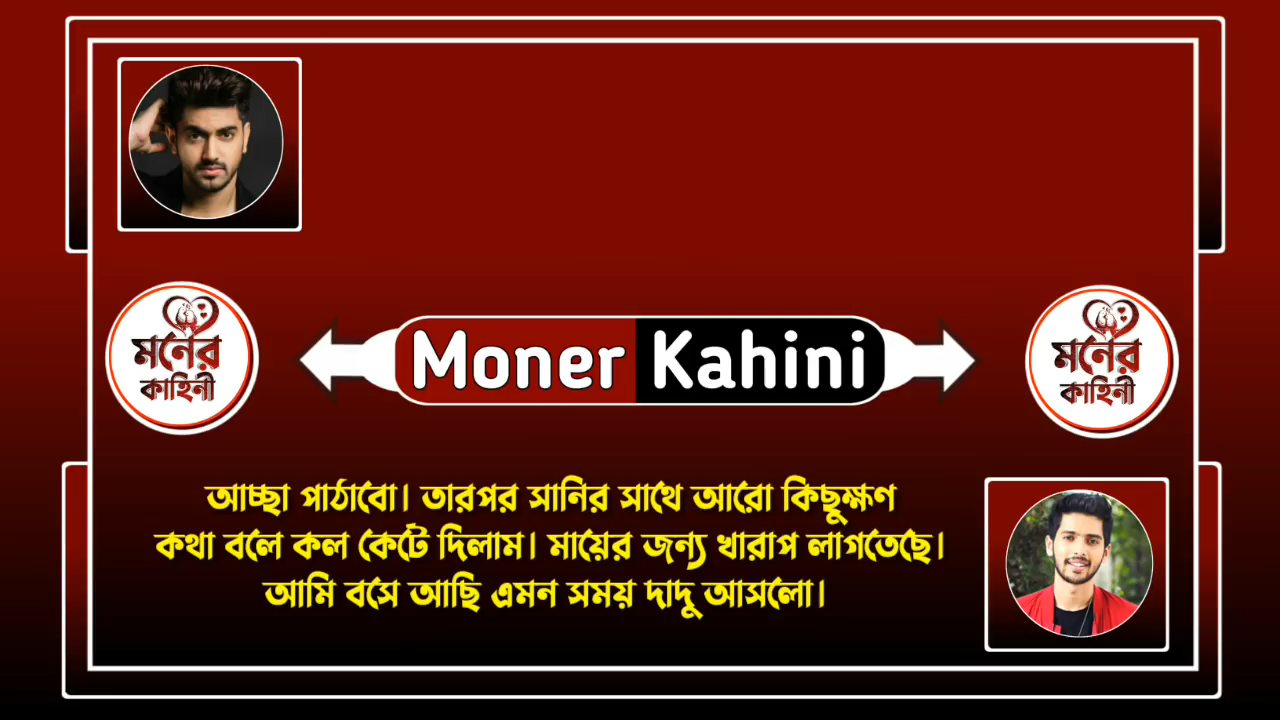 মনের
কাহিনী
Moner Kahini
মনের
কাহিনী
আচ্ছা পাঠাবো। তারপর সানির সাথে আরো কিছুক্ষণ
কথা বলে কল কেটে দিলাম। মায়ের জন্য খারাপ লাগতেছে।
আমি বসে আছি এমন সময় দাদু আসলো।